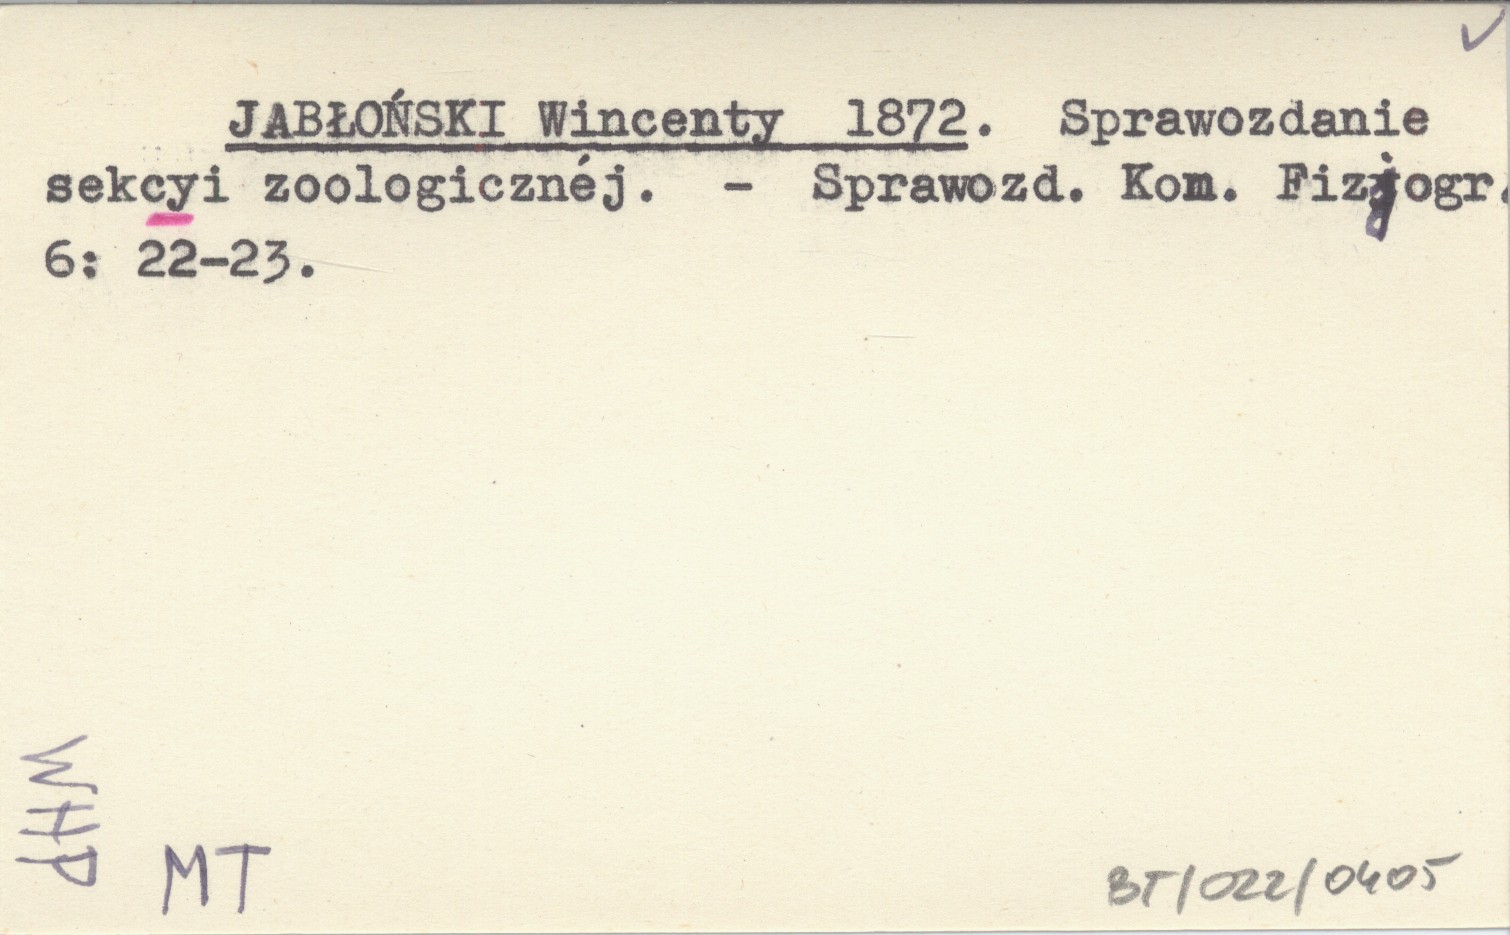 JABŁOŃSKI Wincenty 1872. Sprawozdanie
sekcyi zoologicznéj. - Sprawozd. Kom. Fizjogr.
6: 22-23.
WHP
MT
BT/022/0405